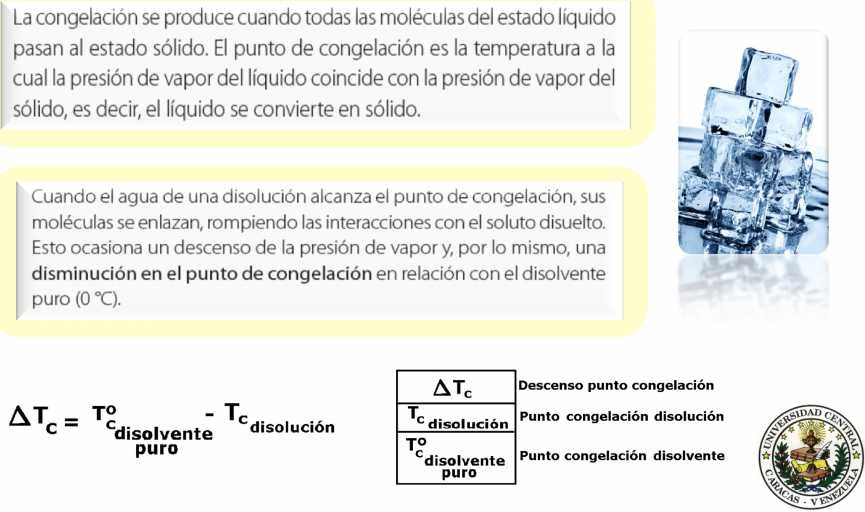 La congelación se produce cuando todas las moléculas del estado líquido
pasan al estado sólido. El punto de congelación es la temperatura a la
cual la presión de vapor del líquido coincide con la presión de vapor del
sólido, es decir, el líquido se convierte en sólido.
Cuando el agua de una disolución alcanza el punto de congelación, sus
moléculas se enlazan, rompiendo las interacciones con el soluto disuelto.
Esto ocasiona un descenso de la presión de vapor y, por lo mismo, una
disminución en el punto de congelación en relación con el disolvente
puro (0 °C).
ΔTc = T°c disolvente puro - Tc disolución
ΔTc Descenso punto congelación
Tc disolución Punto congelación disolución
T°c disolvente puro Punto congelación disolvente
UNIVERSIDAD CENTRAL
CARACAS - VENEZUELA